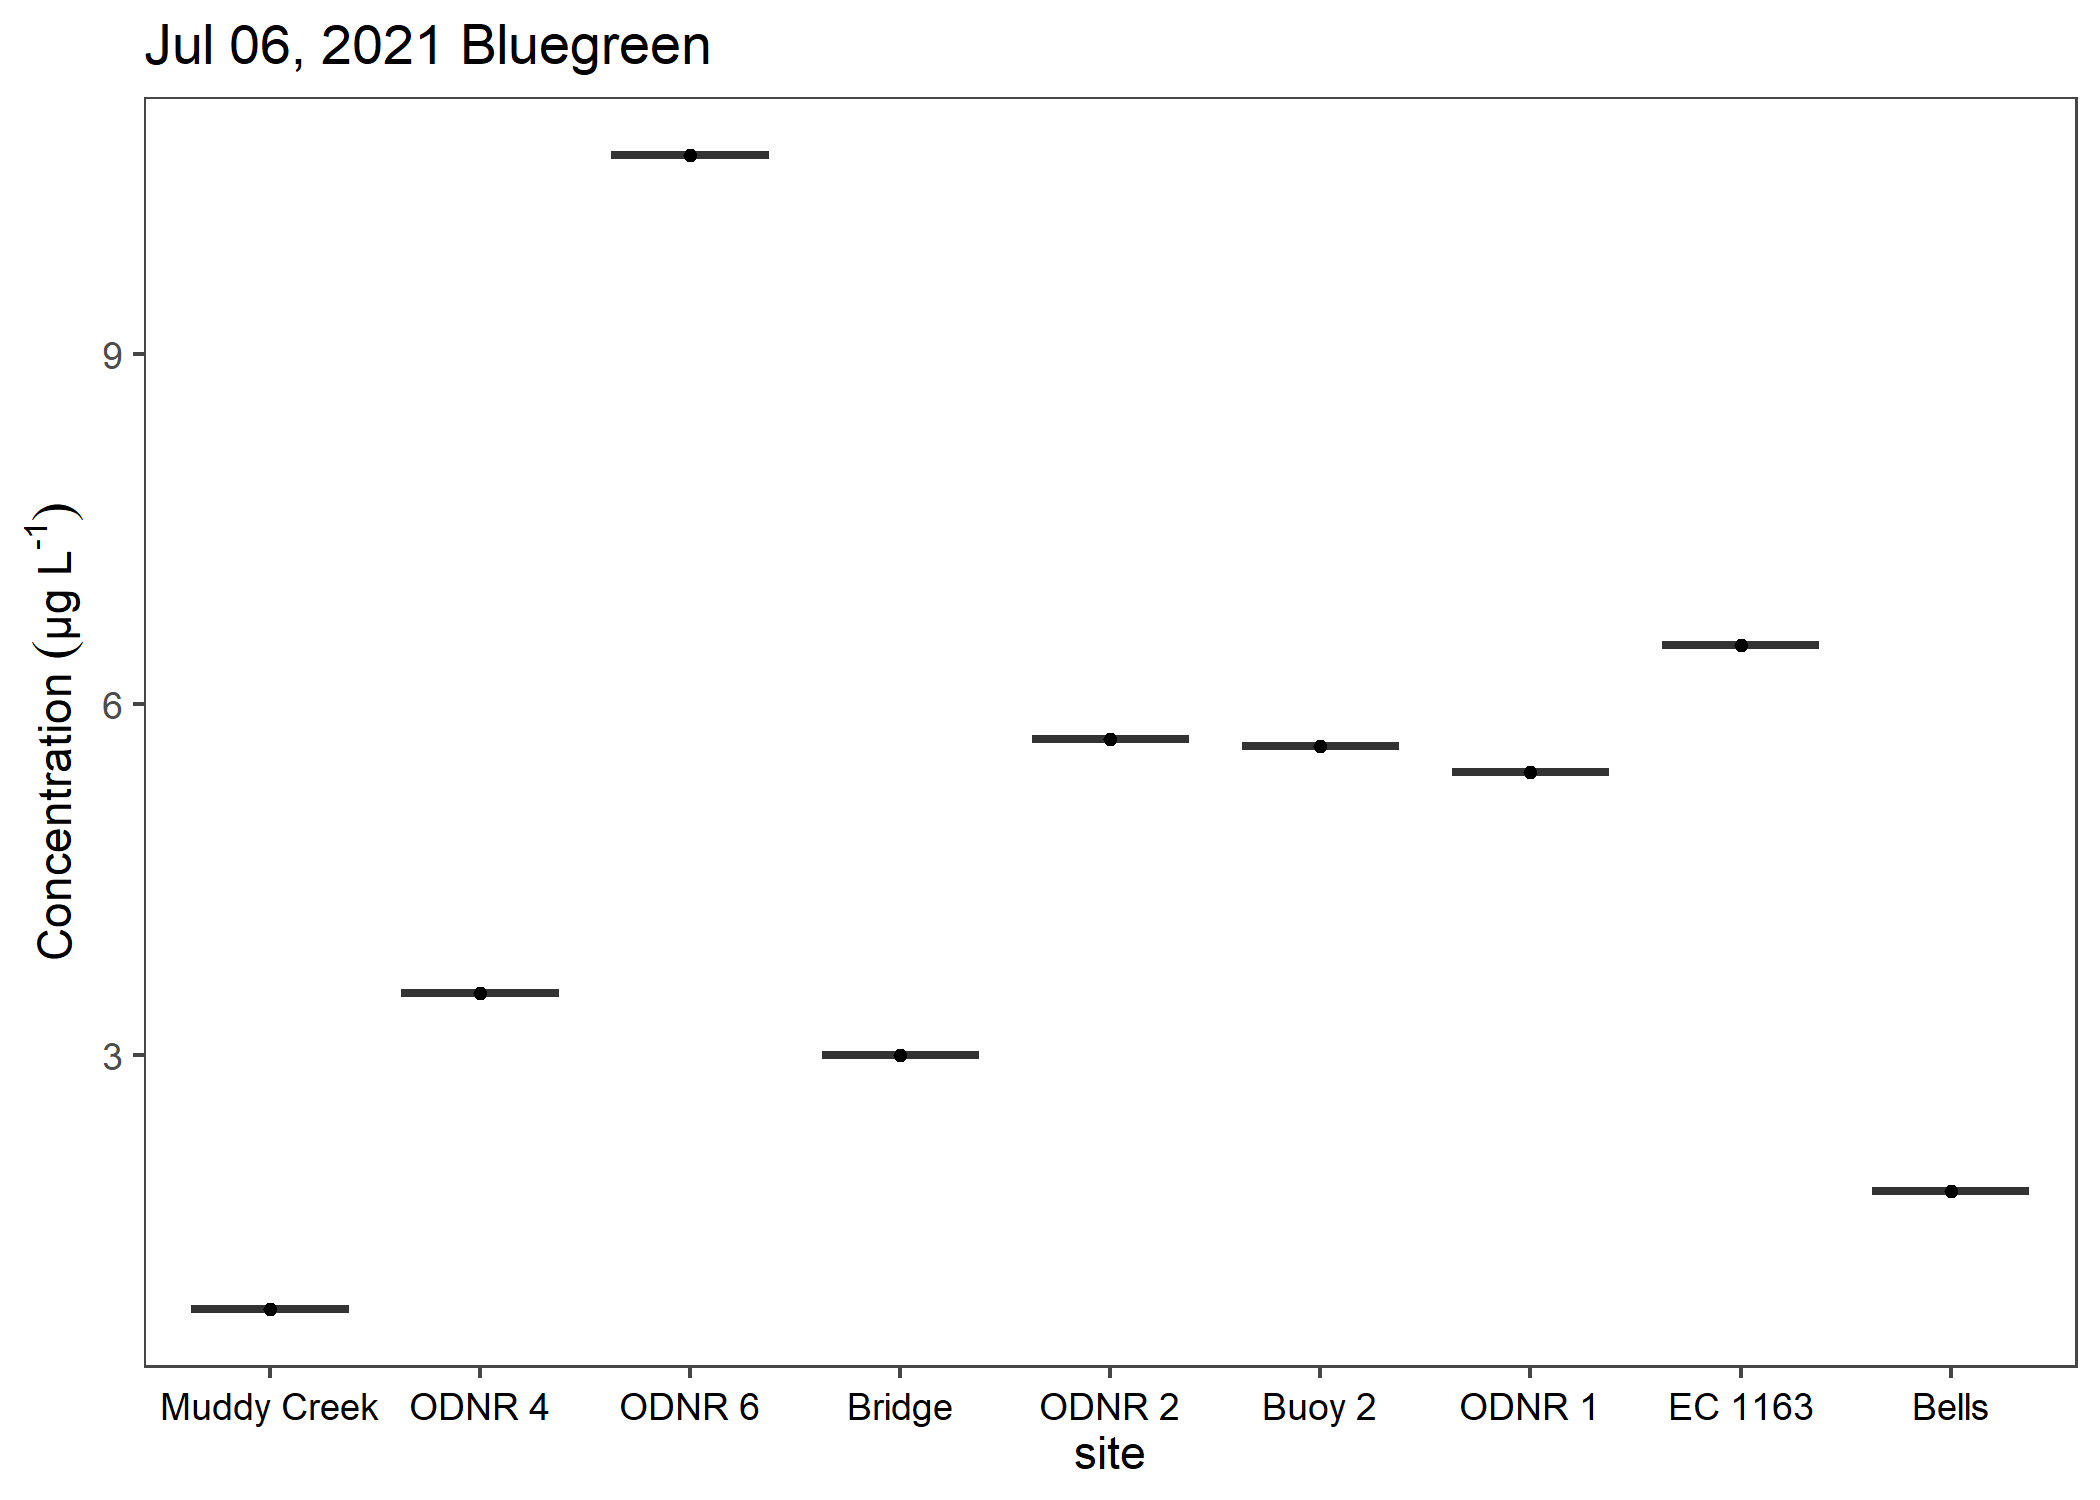 Jul 06, 2021 Bluegreen
Concentration (µg L⁻¹)
9
6
3
Muddy Creek ODNR 4 ODNR 6 Bridge ODNR 2 Buoy 2 ODNR 1 EC 1163 Bells
site